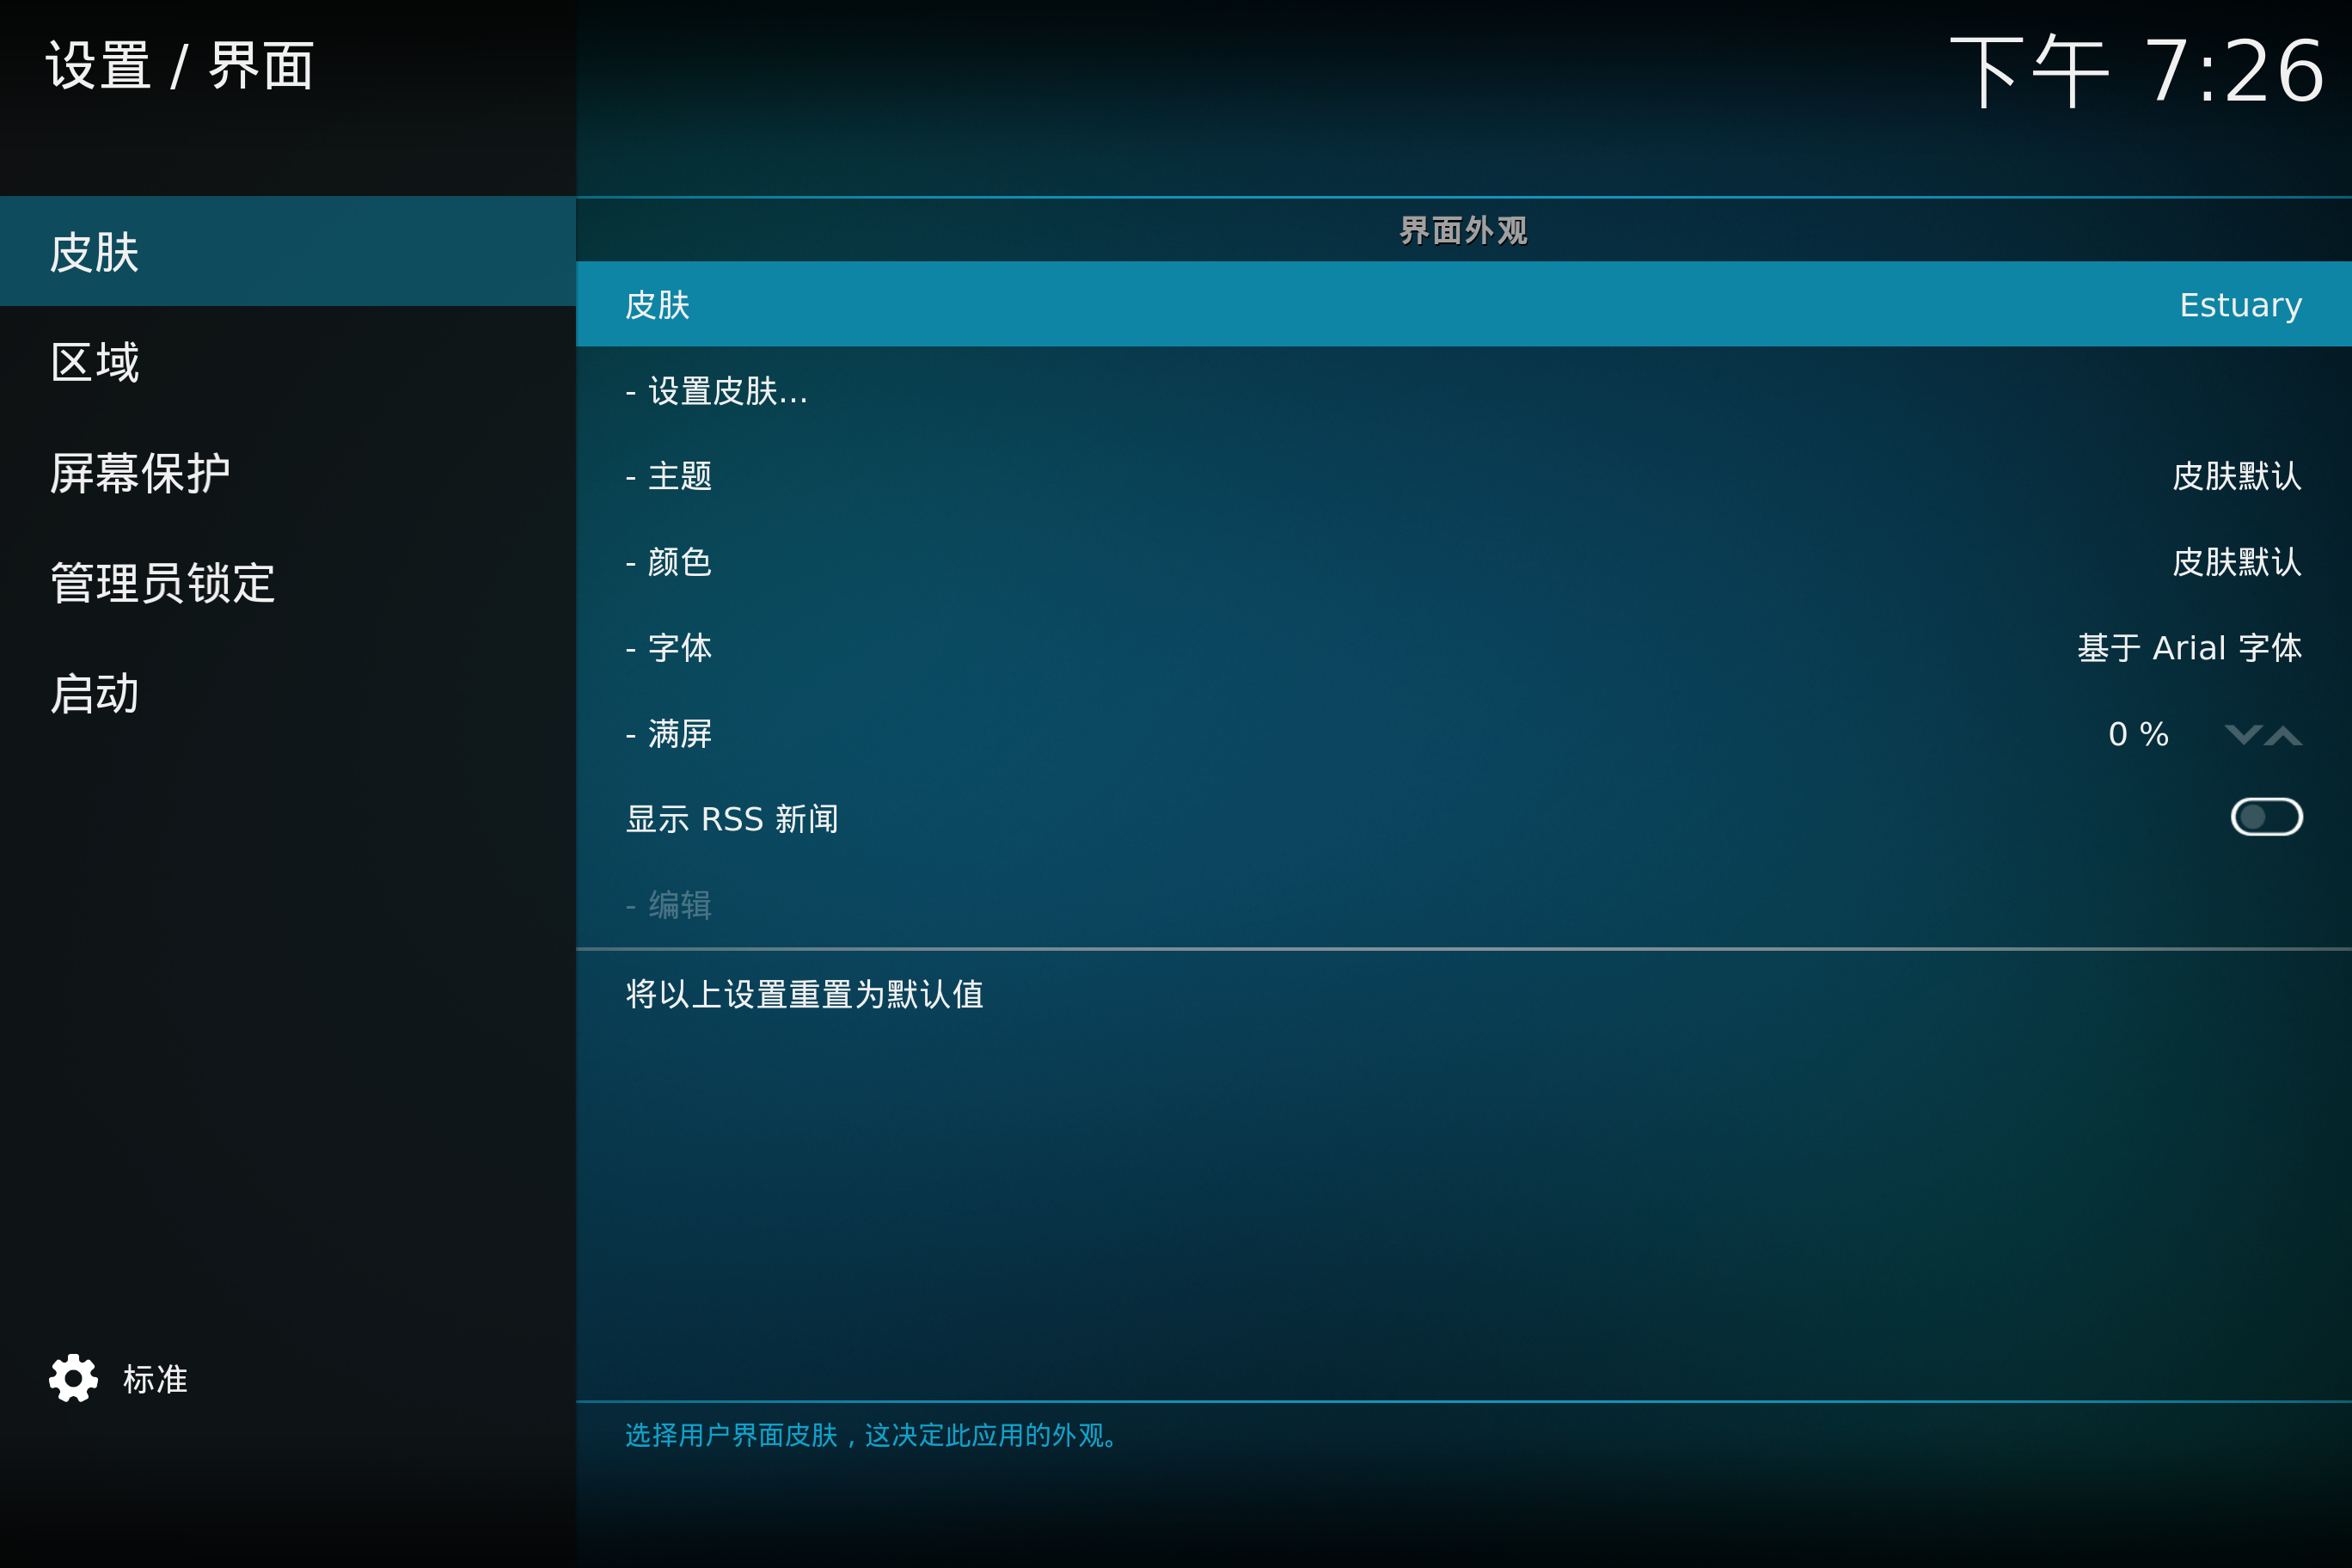 设置 / 界面
下午 7:26
皮肤
区域
屏幕保护
管理员锁定
启动
标准
界面外观
皮肤 Estuary
- 设置皮肤...
- 主题 皮肤默认
- 颜色 皮肤默认
- 字体 基于 Arial 字体
- 满屏 0 %
显示 RSS 新闻
- 编辑
将以上设置重置为默认值
选择用户界面皮肤，这决定此应用的外观。